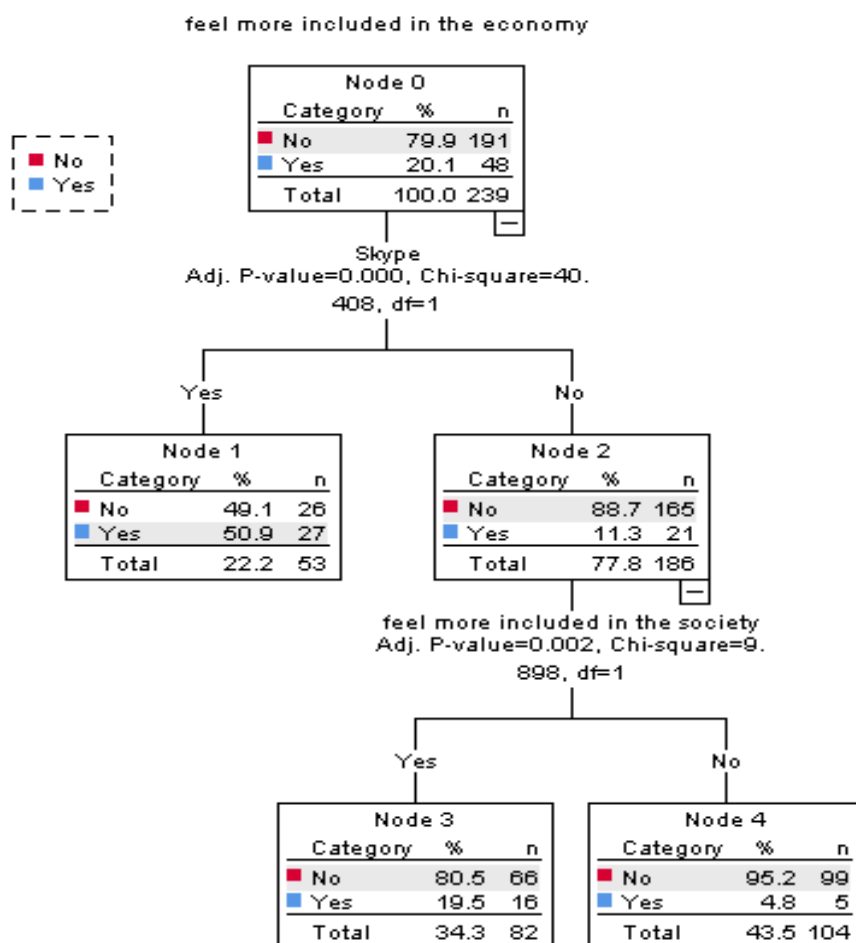 feel more included in the economy
Node 0
Category % n
No 79.9 191
Yes 20.1 48
Total 100.0 239
No
Yes
Skype
Adj. P-value=0.000, Chi-square=40.
408, df=1
Yes
No
Node 1
Category % n
No 49.1 26
Yes 50.9 27
Total 22.2 53
Node 2
Category % n
No 88.7 165
Yes 11.3 21
Total 77.8 186
feel more included in the society
Adj. P-value=0.002, Chi-square=9.
898, df=1
Yes
No
Node 3
Category % n
No 80.5 66
Yes 19.5 16
Total 34.3 82
Node 4
Category % n
No 95.2 99
Yes 4.8 5
Total 43.5 104